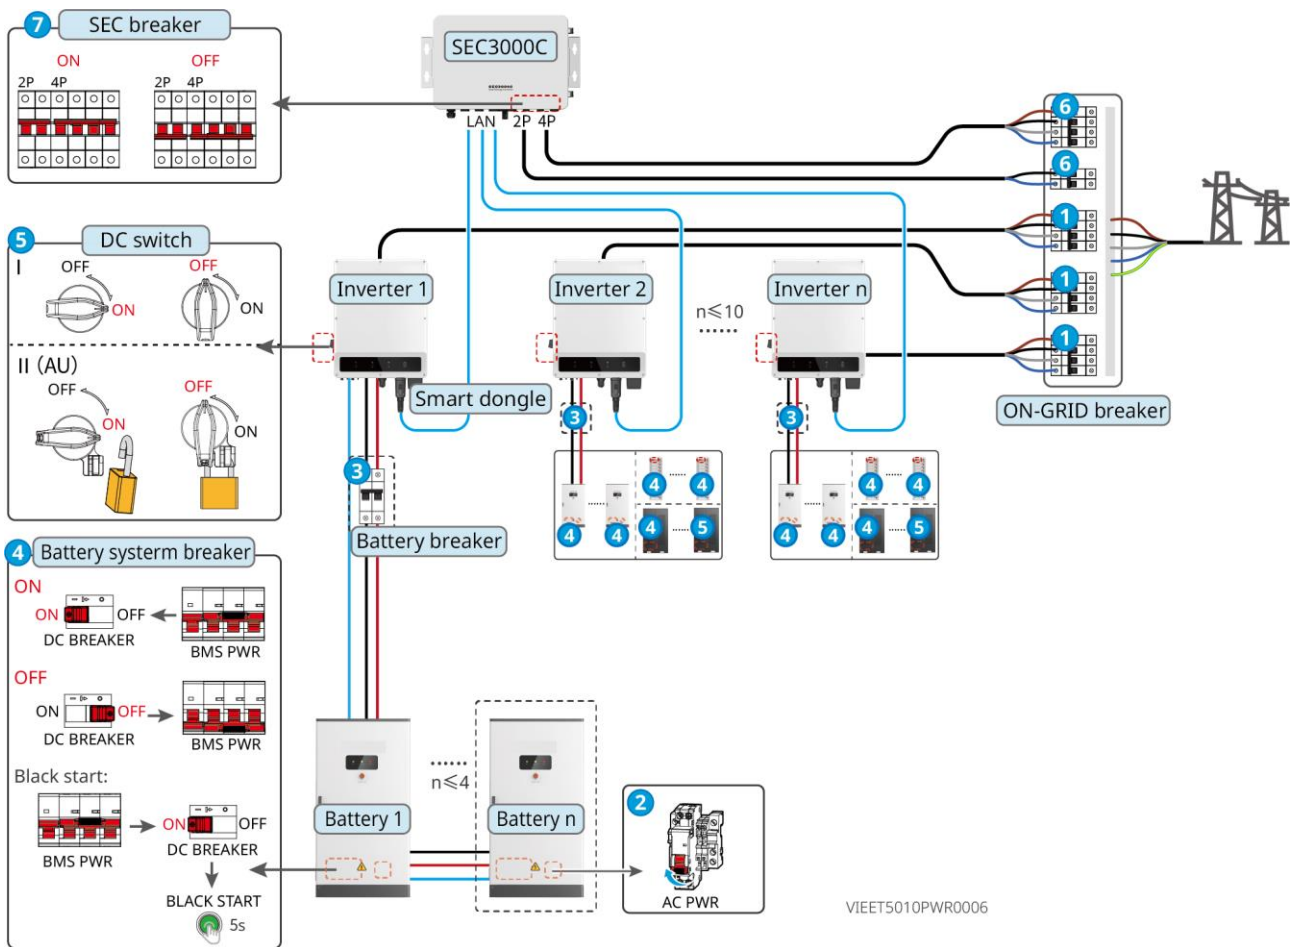 7 SEC breaker
ON OFF
2P 4P 2P 4P
SEC3000C
LAN 2P 4P
6
6
1
1
1
ON-GRID breaker
5 DC switch
I OFF ON OFF ON
II (AU)
OFF ON OFF ON
Inverter 1
Inverter 2
n≤10
......
Inverter n
Smart dongle
3
Battery breaker
3
4 ...... 4
4 ...... 4
4 ...... 5
3
4 ...... 4
4 ...... 4
4 ...... 5
4 Battery systerm breaker
ON
ON OFF
DC BREAKER
BMS PWR
OFF
ON OFF
DC BREAKER
BMS PWR
Black start:
BMS PWR
ON OFF
DC BREAKER
BLACK START
5s
Battery 1
......
n≤4
Battery n
2
AC PWR
VIEET5010PWR0006